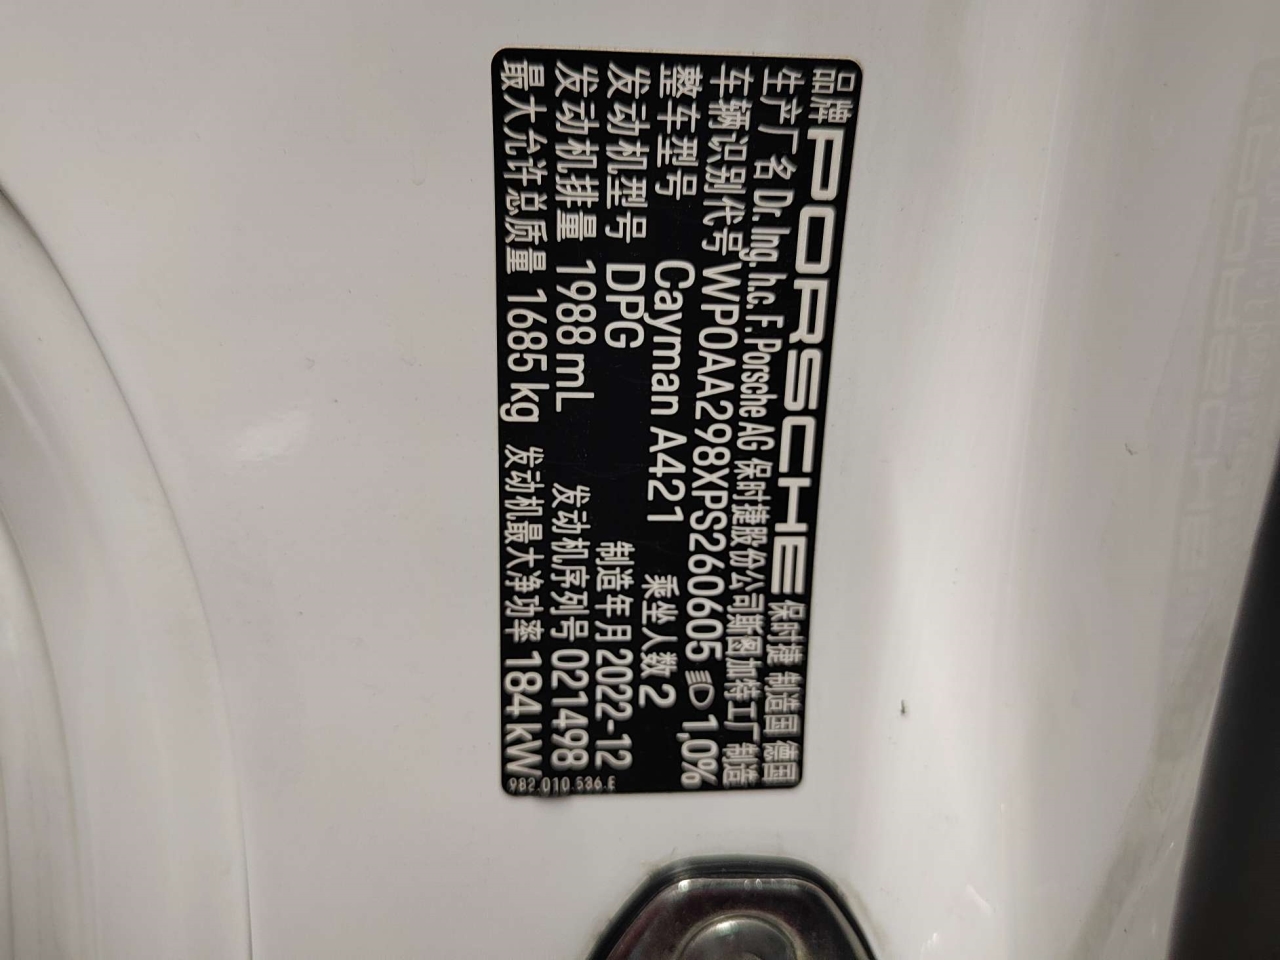 品牌 PORSCHE 保时捷 制造国 德国
生产厂名 Dr. Ing. h.c. F. Porsche AG 保时捷股份公司斯图加特工厂 制造
车辆识别代号 WP0AA298XPS260605 1,0%
整车型号 Cayman A421 乘坐人数 2
发动机型号 DPG 制造年月 2022-12
发动机排量 1988 mL 发动机序列号 021498
最大允许总质量 1685 kg 发动机最大净功率 184 kW
982.010.536.E